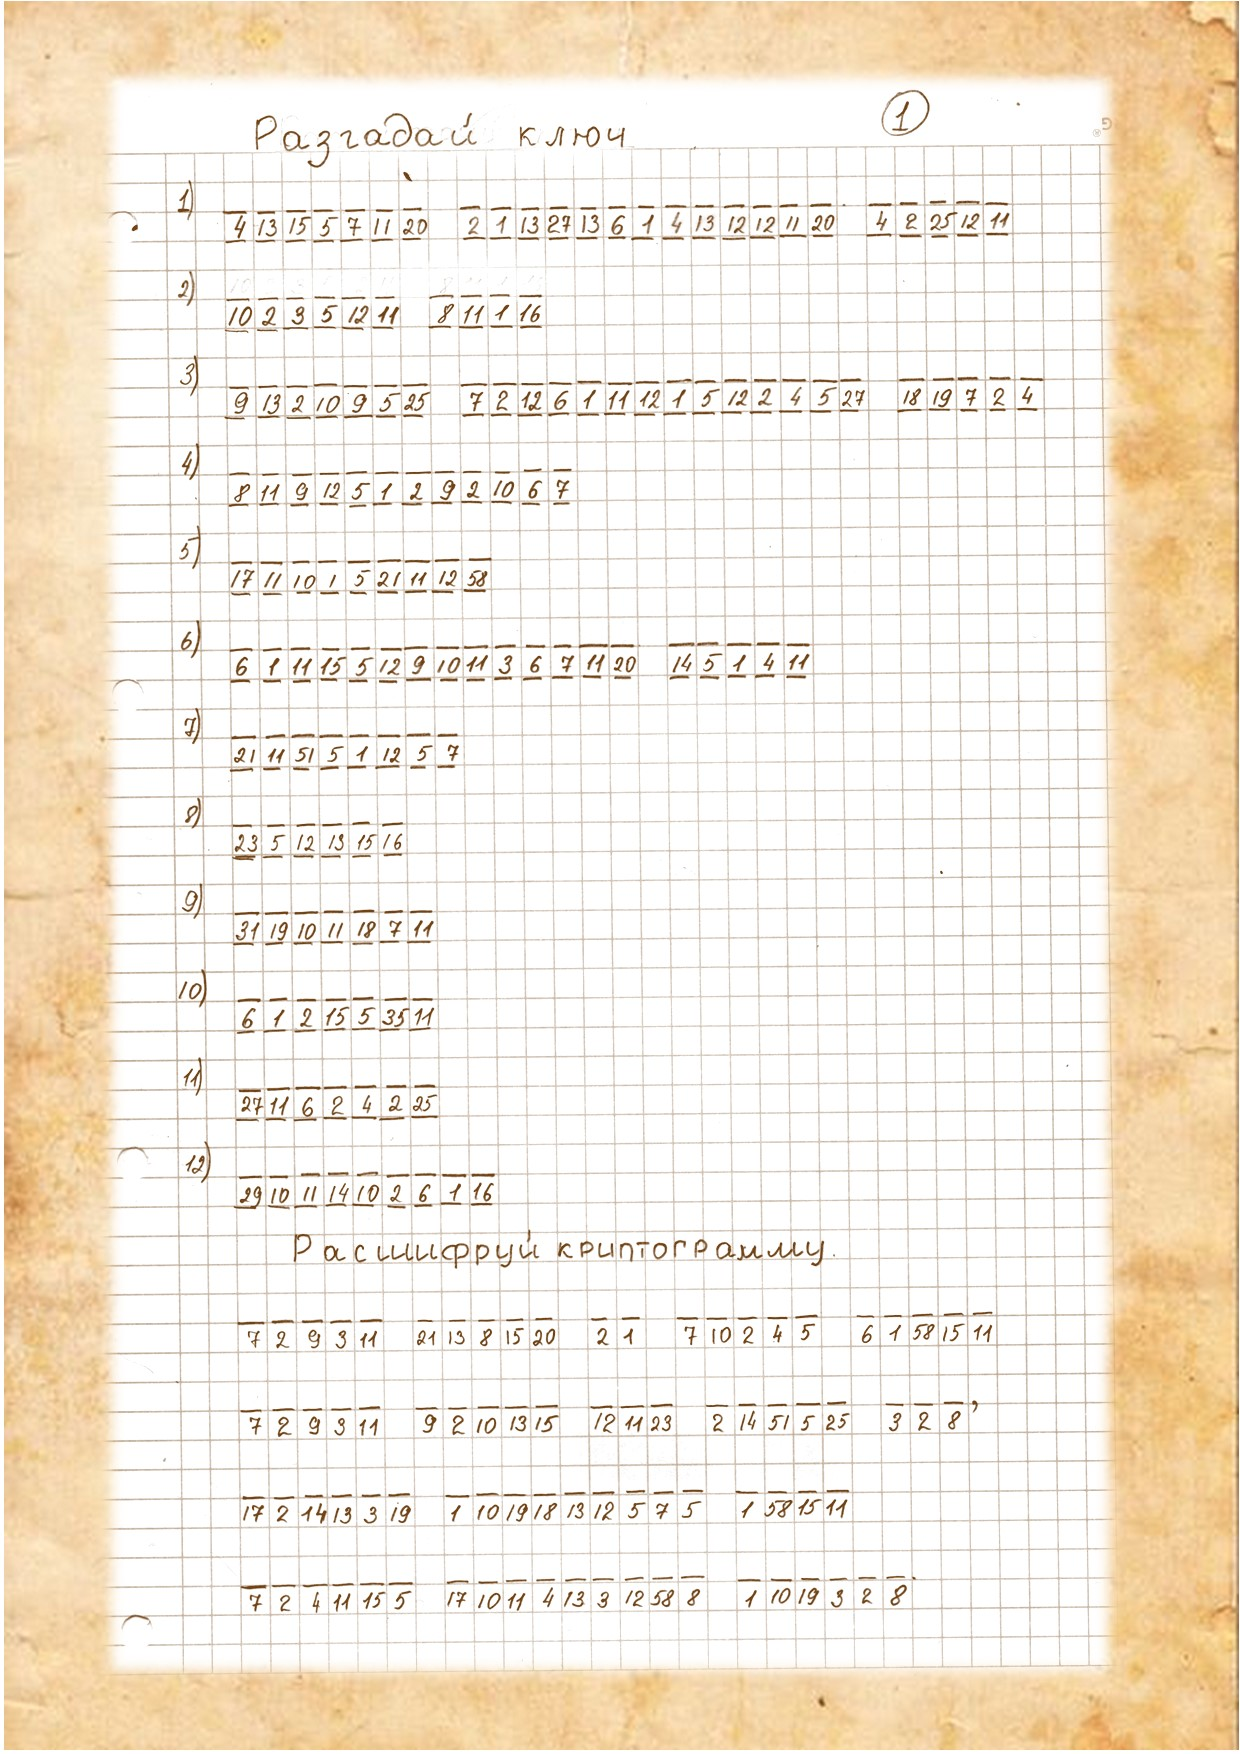 Разгадай ключ 1
1) 4 13 15 5 7 11 20 2 1 13 27 13 6 1 4 13 12 12 11 20 4 2 25 12 11
2) 10 2 3 5 12 11 8 11 1 16
3) 9 13 2 10 9 5 25 7 2 12 6 1 11 12 1 5 12 2 4 5 27 18 19 7 2 4
4) 8 11 9 12 5 1 2 9 2 10 6 7
5) 17 11 10 1 5 21 11 12 58
6) 6 1 11 15 5 12 9 10 11 3 6 7 11 20 14 5 1 4 11
7) 21 11 51 5 1 12 5 7
8) 23 5 12 13 15 16
9) 31 19 10 11 18 7 11
10) 6 1 2 15 5 35 11
11) 27 11 6 2 4 2 25
12) 29 10 11 14 10 2 6 1 16
Расшифруй криптограмму.
7 2 9 3 11 21 13 8 15 20 2 1 7 10 2 4 5 6 1 58 15 11
7 2 9 3 11 9 2 10 13 15 12 11 23 2 14 51 5 25 3 2 8,
17 2 14 13 3 19 1 10 19 18 13 12 5 7 5 1 58 15 11
7 2 4 11 15 5 17 10 11 4 13 3 12 58 8 1 10 19 3 2 8.